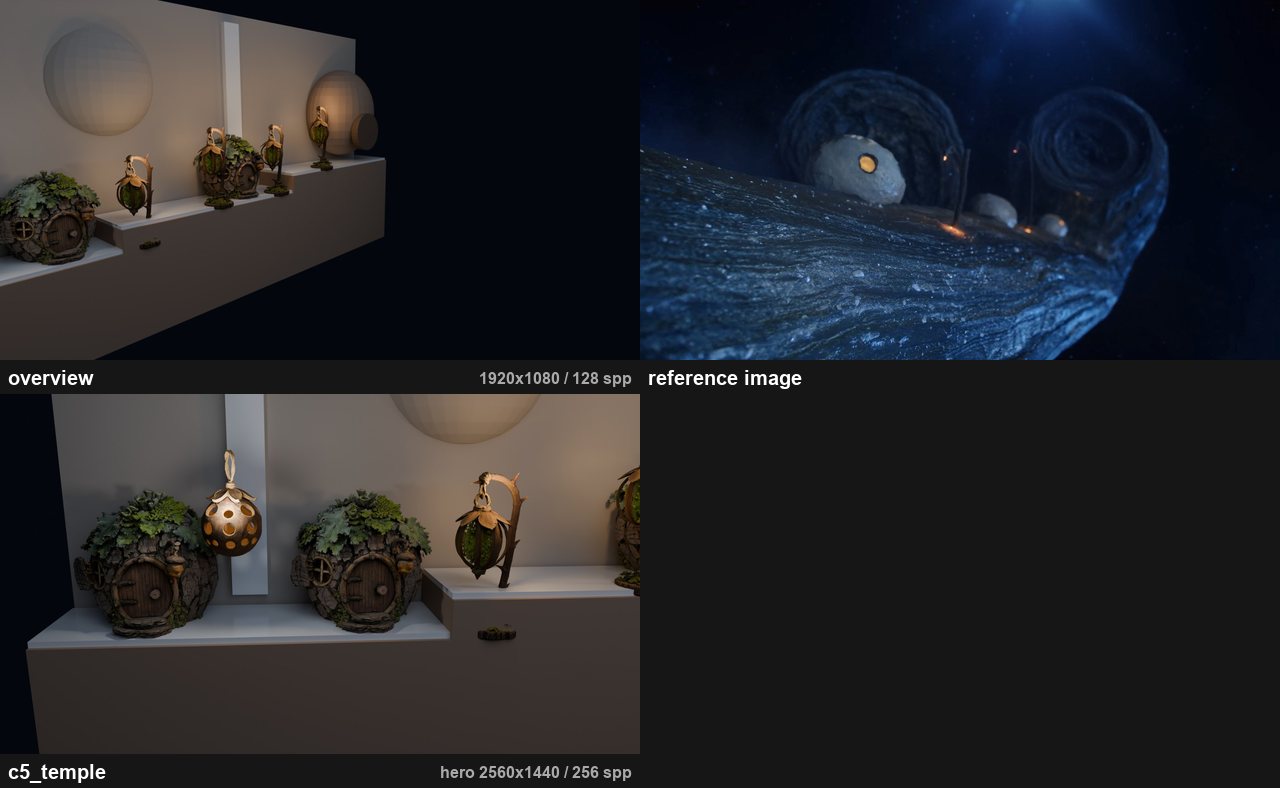 overview
1920x1080 / 128 spp
reference image
c5_temple
hero 2560x1440 / 256 spp